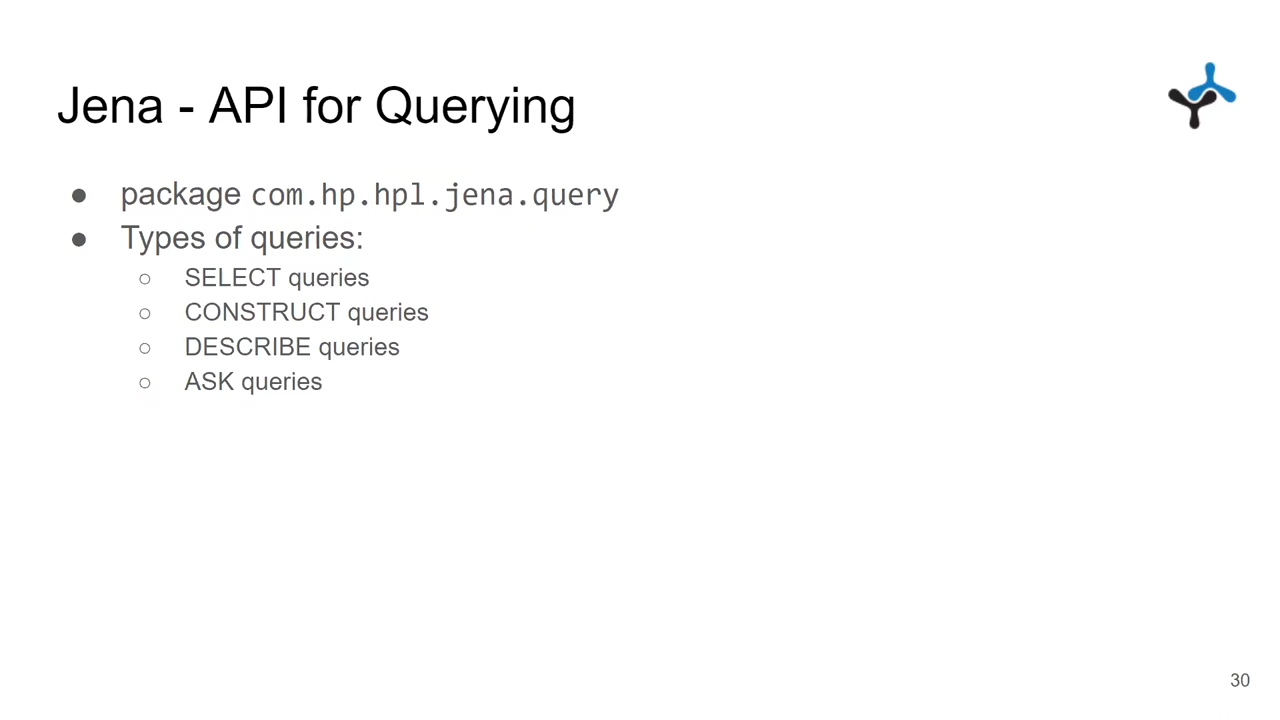 Jena - API for Querying
● package com.hp.hpl.jena.query
● Types of queries:
○ SELECT queries
○ CONSTRUCT queries
○ DESCRIBE queries
○ ASK queries
30